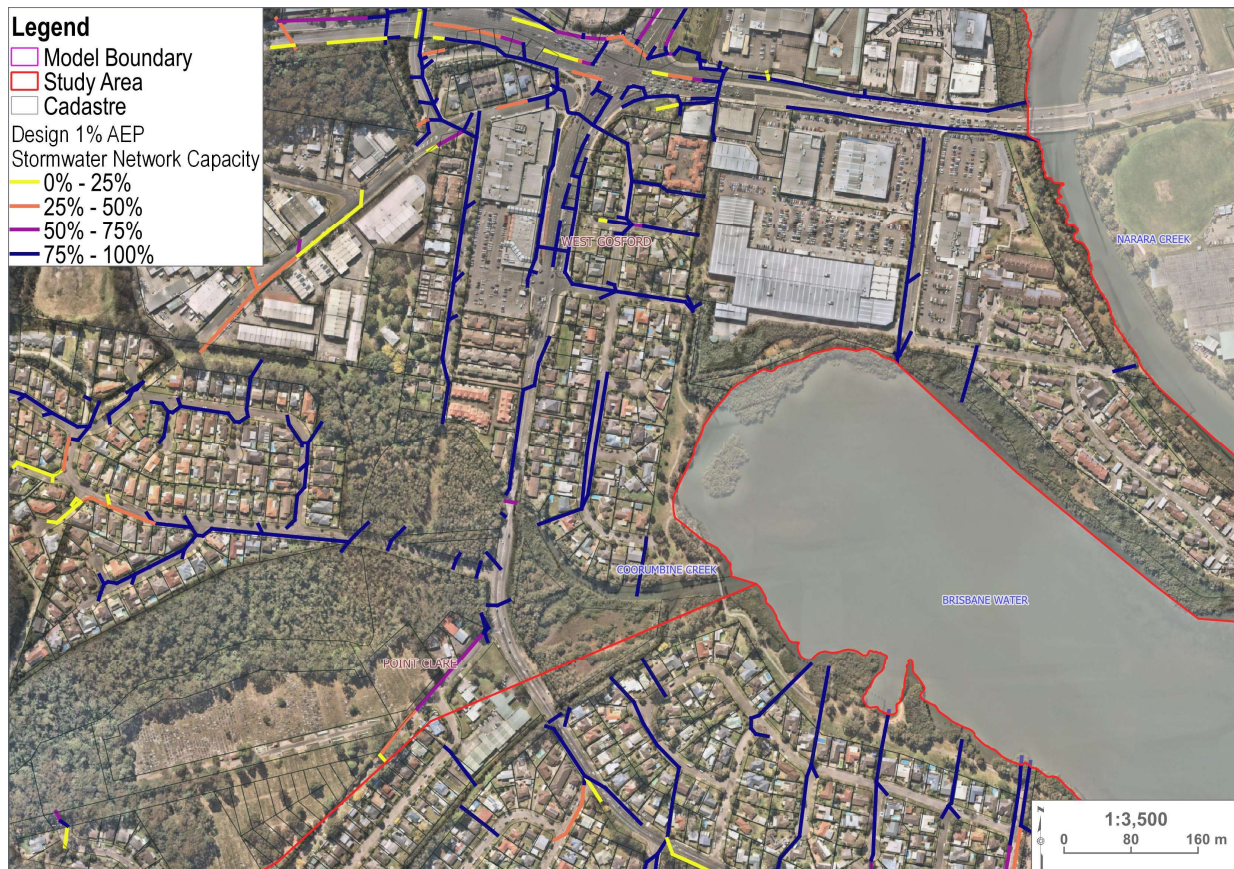 Legend
Model Boundary
Study Area
Cadastre
Design 1% AEP
Stormwater Network Capacity
0% - 25%
25% - 50%
50% - 75%
75% - 100%
WEST GOSFORD
NARARA CREEK
COORUMBINE CREEK
BRISBANE WATER
POINT CLARE
1:3,500
0 80 160 m